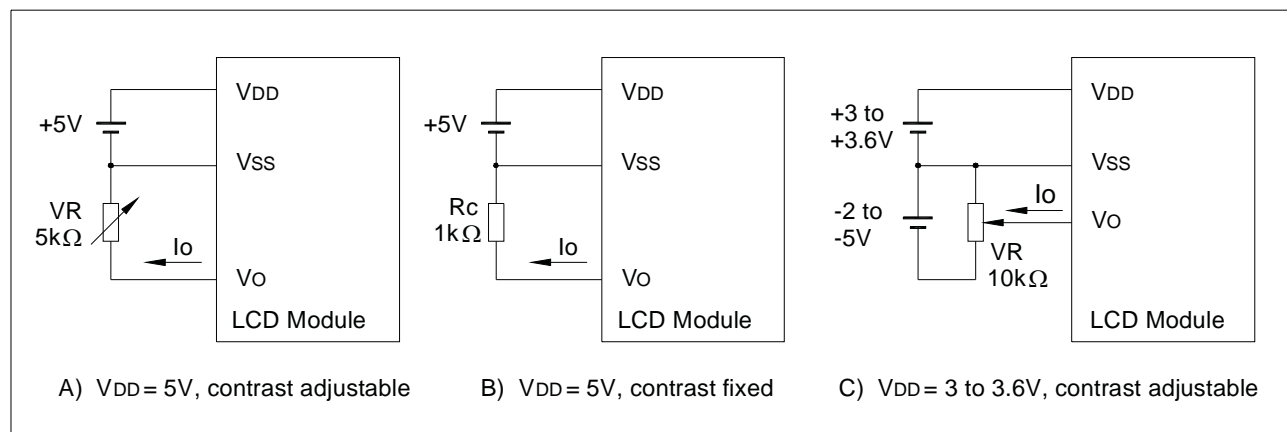 VDD
+5V
VSS
VR
5kΩ
Io
VO
LCD Module
A) VDD = 5V, contrast adjustable
VDD
+5V
VSS
Rc
1kΩ
Io
VO
LCD Module
B) VDD = 5V, contrast fixed
VDD
+3 to
+3.6V
VSS
Io
-2 to
-5V
VO
VR
10kΩ
LCD Module
C) VDD = 3 to 3.6V, contrast adjustable